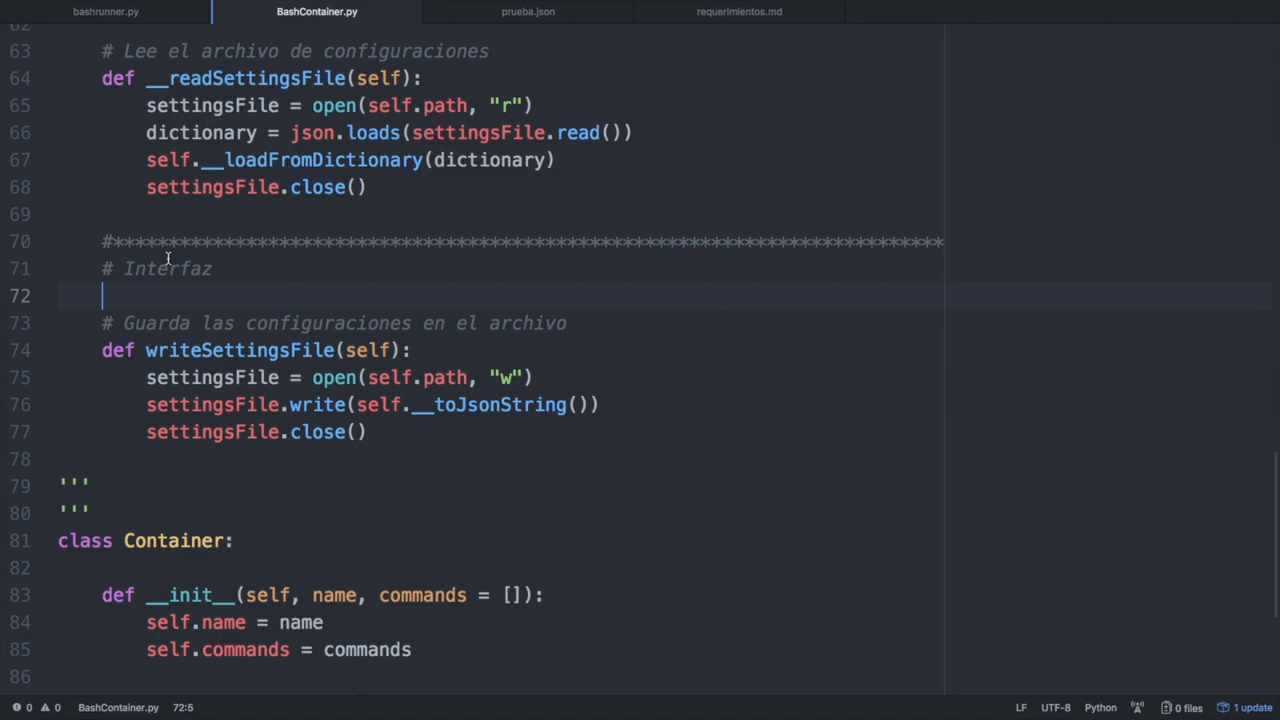 bashrunner.py BashContainer.py prueba.json requerimientos.md
62
63 # Lee el archivo de configuraciones
64 def __readSettingsFile(self):
65 settingsFile = open(self.path, "r")
66 dictionary = json.loads(settingsFile.read())
67 self.__loadFromDictionary(dictionary)
68 settingsFile.close()
69
70 #***************************************************************************
71 # Interfaz
72
73 # Guarda las configuraciones en el archivo
74 def writeSettingsFile(self):
75 settingsFile = open(self.path, "w")
76 settingsFile.write(self.__toJsonString())
77 settingsFile.close()
78
79 '''
80 '''
81 class Container:
82
83 def __init__(self, name, commands = []):
84 self.name = name
85 self.commands = commands
86
0 0 BashContainer.py 72:5 LF UTF-8 Python 0 files 1 update